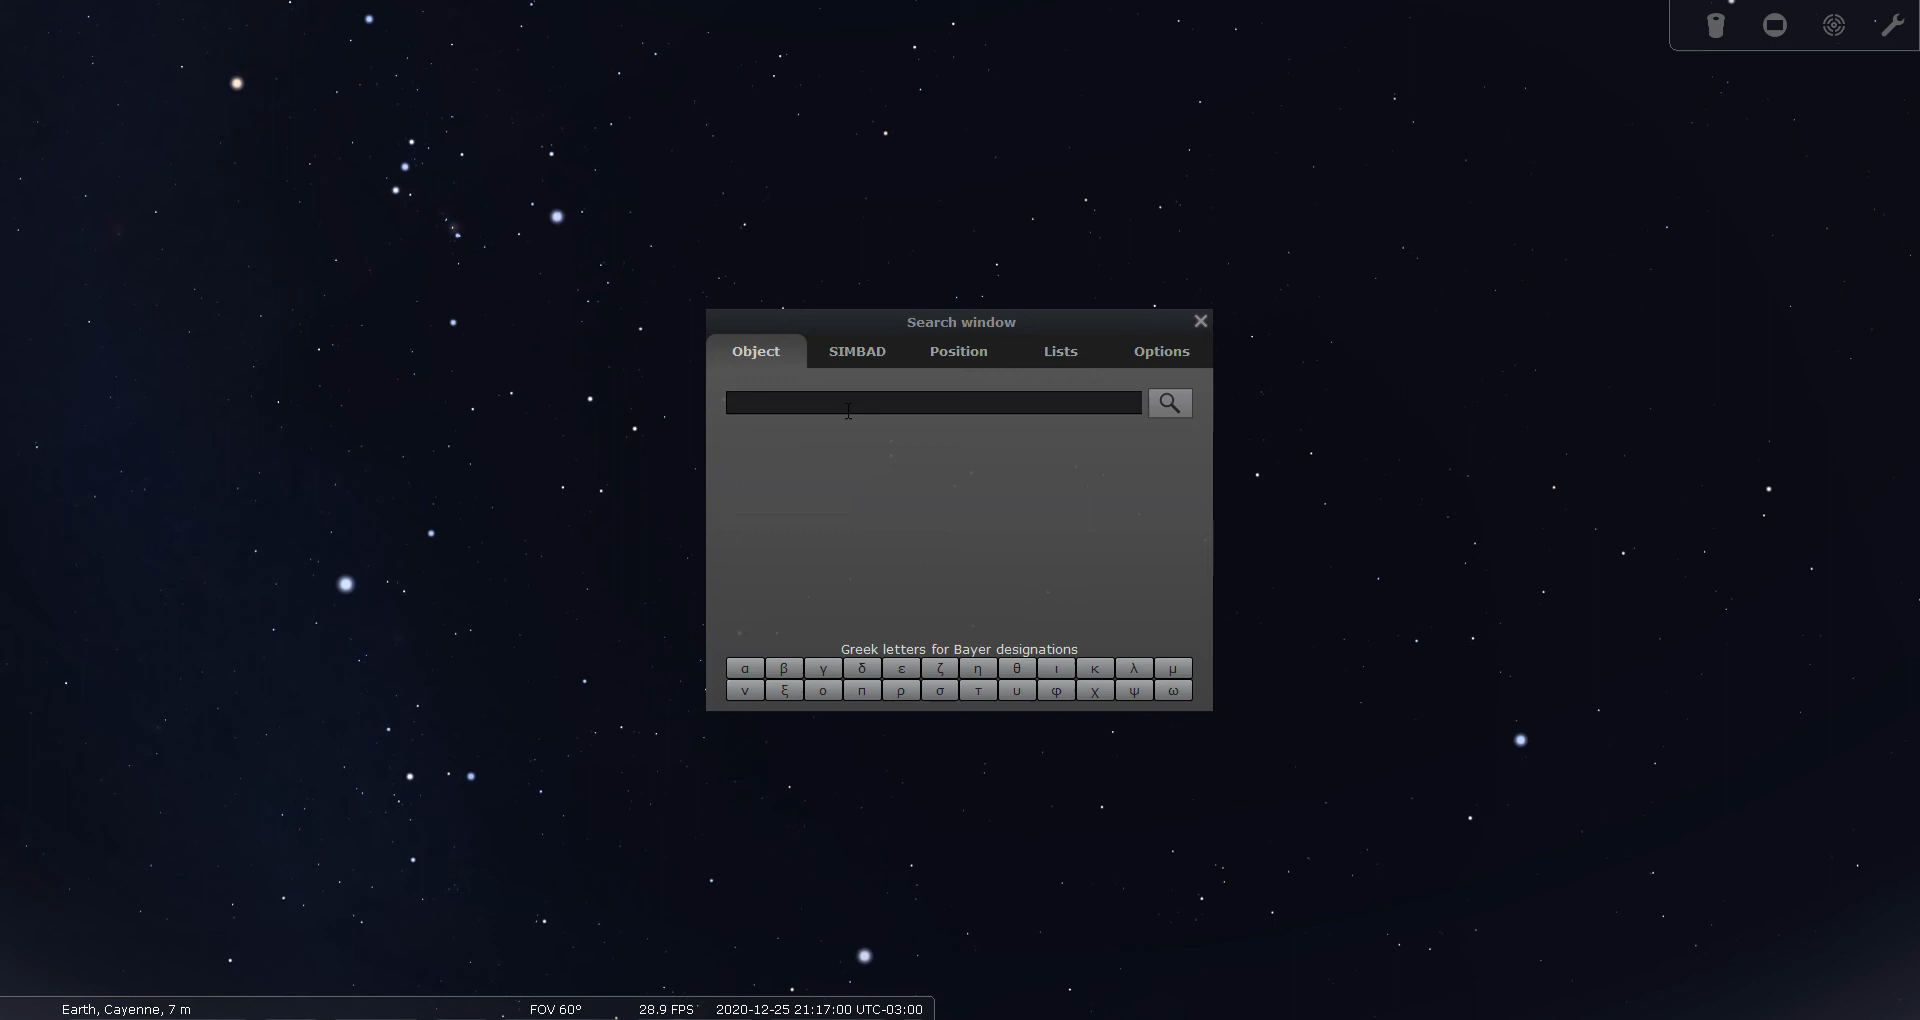 Search window
Object SIMBAD Position Lists Options
Greek letters for Bayer designations
α β γ δ ε ζ η θ ι κ λ μ
ν ξ ο π ρ σ τ υ φ χ ψ ω
Earth, Cayenne, 7 m FOV 60° 28.9 FPS 2020-12-25 21:17:00 UTC-03:00